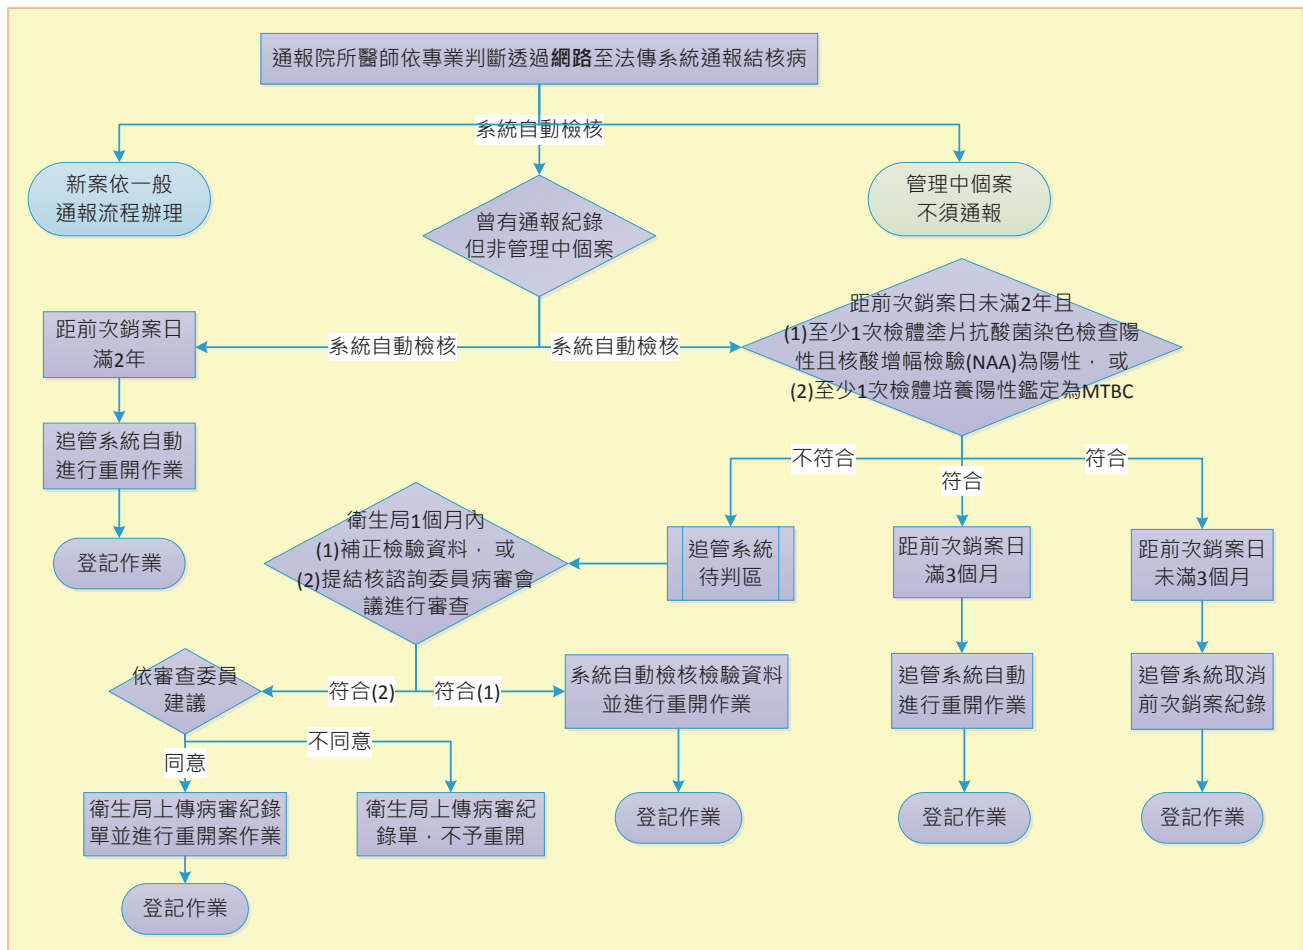 通報院所醫師依專業判斷透過網路至法傳系統通報結核病
系統自動檢核
新案依一般
通報流程辦理
曾有通報紀錄
但非管理中個案
管理中個案
不須通報
距前次銷案日
滿2年
系統自動檢核
系統自動檢核
距前次銷案日未滿2年且
(1)至少1次檢體塗片抗酸菌染色檢查陽
性且核酸增幅檢驗(NAA)為陽性，或
(2)至少1次檢體培養陽性鑑定為MTBC
追管系統自動
進行重開作業
登記作業
不符合
符合
符合
衛生局1個月內
(1)補正檢驗資料，或
(2)提結核諮詢委員病審會
議進行審查
追管系統
待判區
距前次銷案日
滿3個月
距前次銷案日
未滿3個月
依審查委員
建議
符合(2)
符合(1)
系統自動檢核檢驗資料
並進行重開作業
追管系統自動
進行重開作業
追管系統取消
前次銷案紀錄
同意
不同意
衛生局上傳病審紀錄
單並進行重開案作業
衛生局上傳病審紀
錄單，不予重開
登記作業
登記作業
登記作業
登記作業